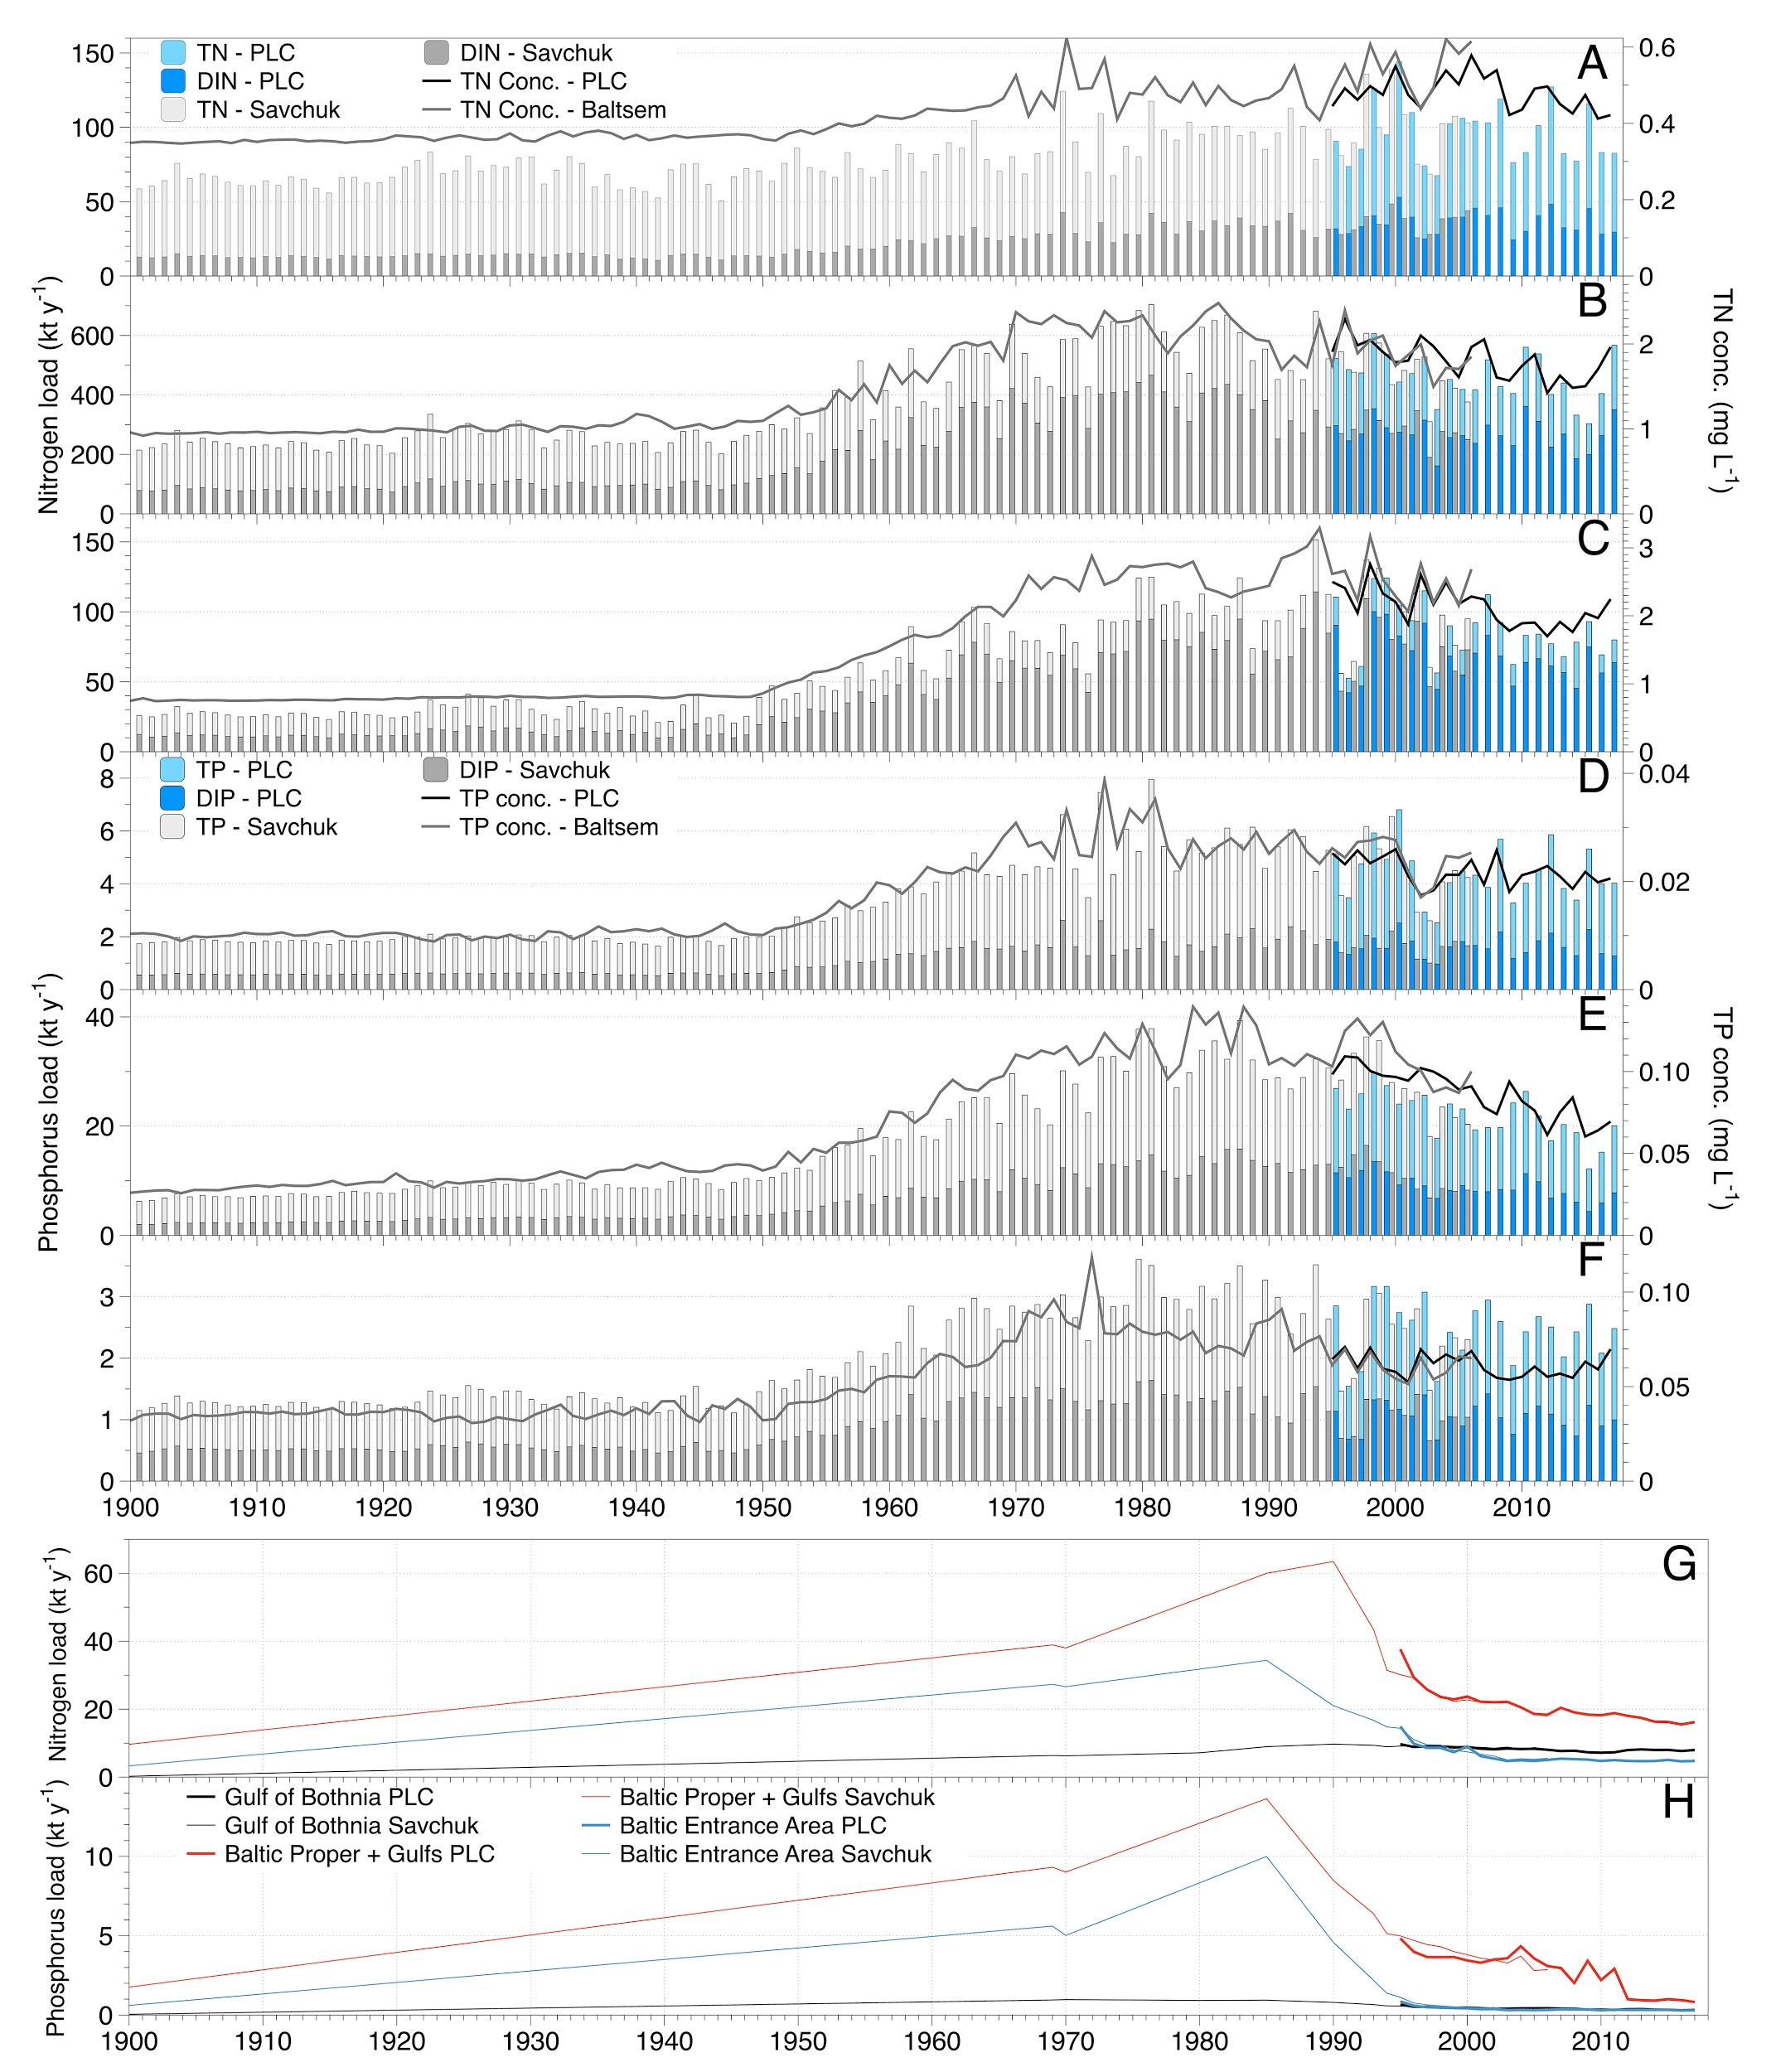 TN - PLC
DIN - PLC
TN - Savchuk
DIN - Savchuk
TN Conc. - PLC
TN Conc. - Baltsem
A
150
100
50
0
0.6
0.4
0.2
0
B
600
400
200
0
2
1
0
Nitrogen load (kt y-1)
TN conc. (mg L-1)
C
150
100
50
0
3
2
1
0
TP - PLC
DIP - PLC
TP - Savchuk
DIP - Savchuk
TP conc. - PLC
TP conc. - Baltsem
D
8
6
4
2
0
0.04
0.02
0
E
40
20
0
0.10
0.05
0
Phosphorus load (kt y-1)
TP conc. (mg L-1)
F
3
2
1
0
0.10
0.05
0
1900 1910 1920 1930 1940 1950 1960 1970 1980 1990 2000 2010
G
60
40
20
0
Nitrogen load (kt y-1)
H
Gulf of Bothnia PLC
Gulf of Bothnia Savchuk
Baltic Proper + Gulfs PLC
Baltic Proper + Gulfs Savchuk
Baltic Entrance Area PLC
Baltic Entrance Area Savchuk
10
5
0
Phosphorus load (kt y-1)
1900 1910 1920 1930 1940 1950 1960 1970 1980 1990 2000 2010